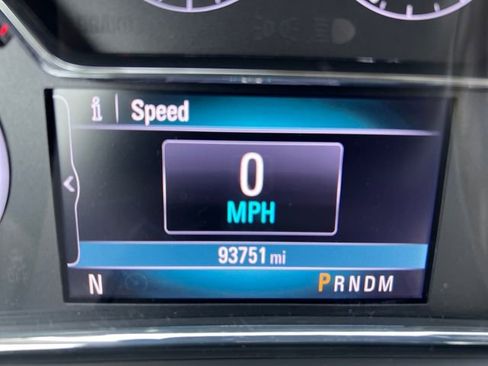 i | Speed
0
MPH
93751 mi
N PRNDM